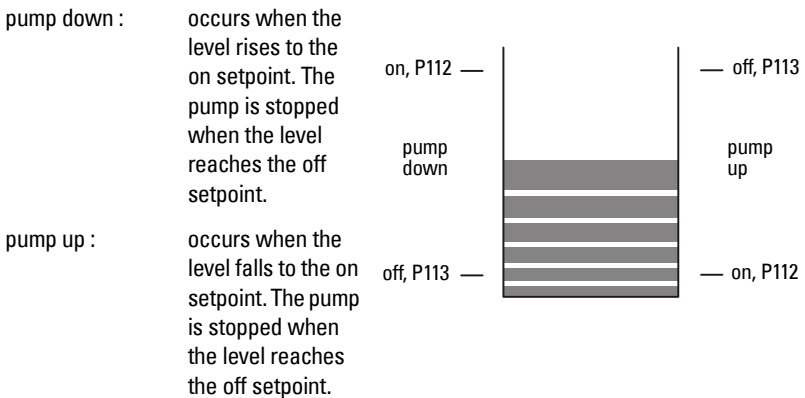 pump down :
occurs when the
level rises to the
on setpoint. The
pump is stopped
when the level
reaches the off
setpoint.
pump up :
occurs when the
level falls to the on
setpoint. The pump
is stopped when
the level reaches
the off setpoint.
on, P112
off, P113
pump
down
pump
up
off, P113
on, P112